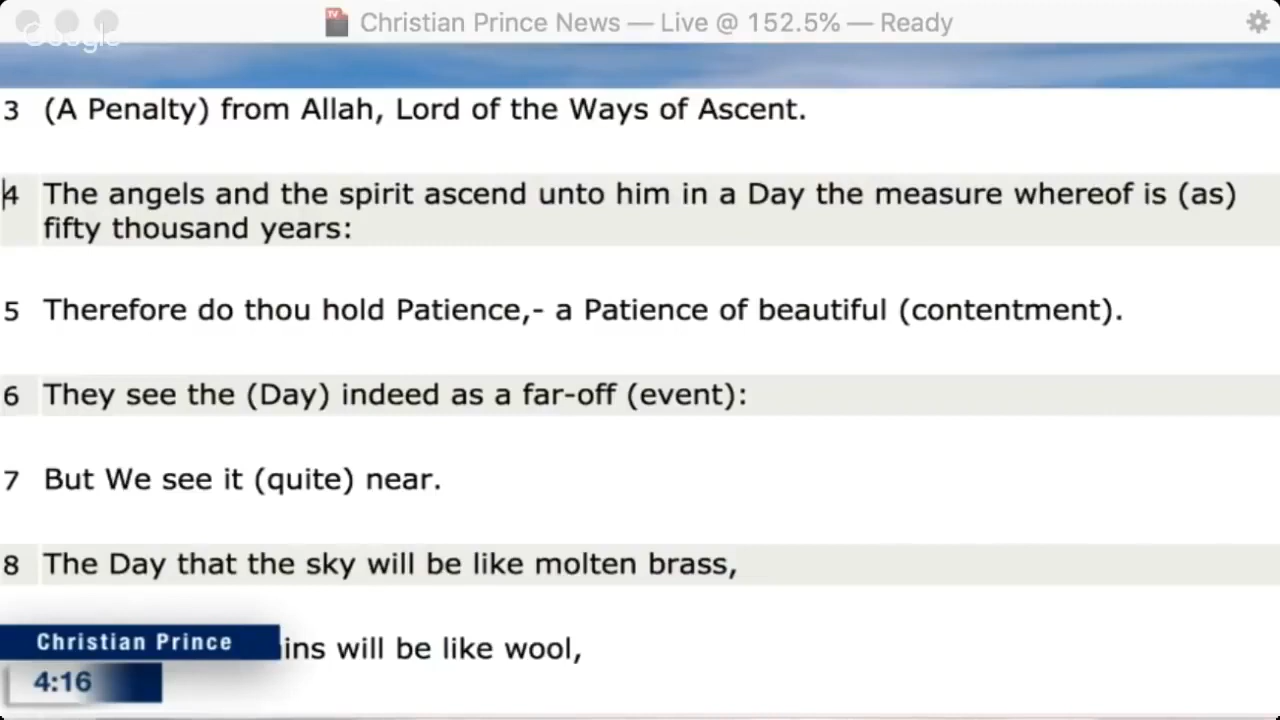 Christian Prince News — Live @ 152.5% — Ready
Google
3 (A Penalty) from Allah, Lord of the Ways of Ascent.
4 The angels and the spirit ascend unto him in a Day the measure whereof is (as)
fifty thousand years:
5 Therefore do thou hold Patience,- a Patience of beautiful (contentment).
6 They see the (Day) indeed as a far-off (event):
7 But We see it (quite) near.
8 The Day that the sky will be like molten brass,
Christian Prince
ins will be like wool,
4:16